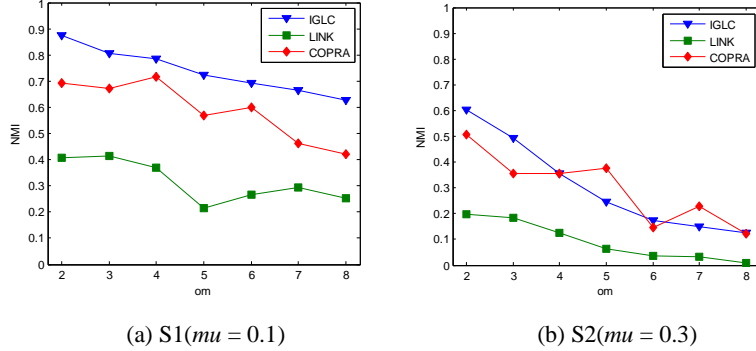 1
0.9
0.8
0.7
0.6
0.5
0.4
0.3
0.2
0.1
0
NMI
2 3 4 5 6 7 8
om
IGLC
LINK
COPRA
(a) S1(mu = 0.1)
1
0.9
0.8
0.7
0.6
0.5
0.4
0.3
0.2
0.1
0
NMI
2 3 4 5 6 7 8
om
IGLC
LINK
COPRA
(b) S2(mu = 0.3)